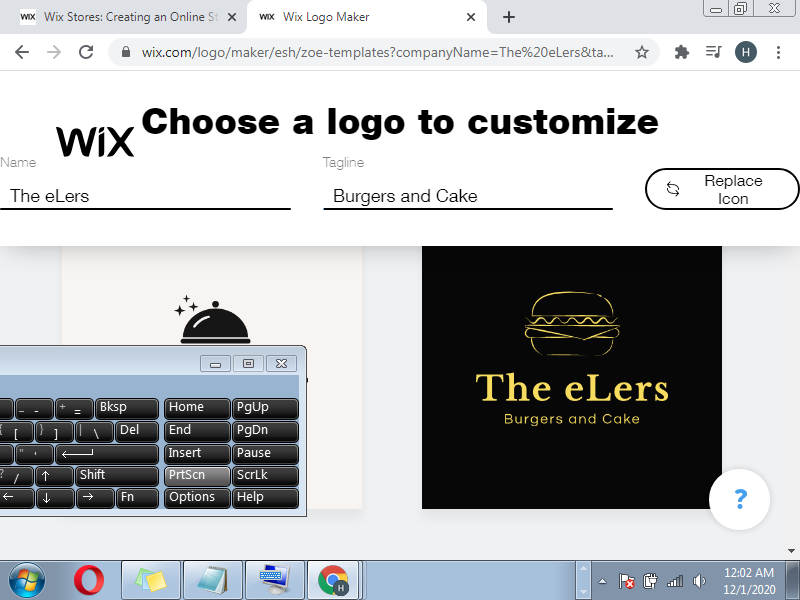 WiX Wix Stores: Creating an Online St
WiX Wix Logo Maker
wix.com/logo/maker/esh/zoe-templates?companyName=The%20eLers&ta...
H
WiX
Choose a logo to customize
Name
The eLers
Tagline
Burgers and Cake
Replace
Icon
The eLers
Burgers and Cake
?
_ - + = Bksp Home PgUp
{ [ } ] | \ Del End PgDn
" ' Insert Pause
? / ↑ Shift PrtScn ScrLk
← ↓ → Fn Options Help
H
12:02 AM
12/1/2020